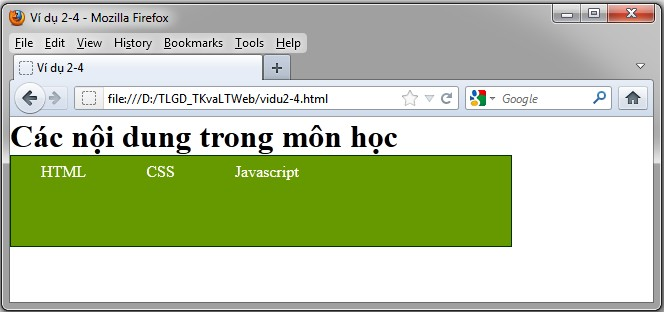 Ví dụ 2-4 - Mozilla Firefox
File Edit View History Bookmarks Tools Help
Ví dụ 2-4
file:///D:/TLGD_TKvaLTWeb/vidu2-4.html Google
Các nội dung trong môn học
HTML CSS Javascript